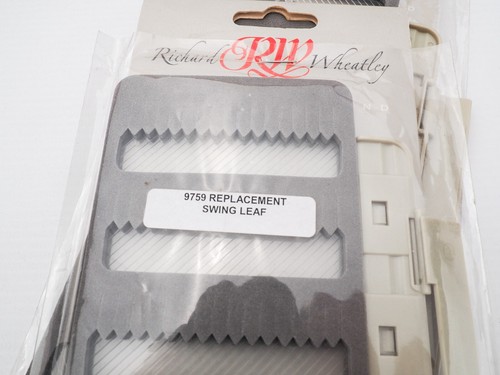 Richard RW Wheatley
9759 REPLACEMENT
SWING LEAF